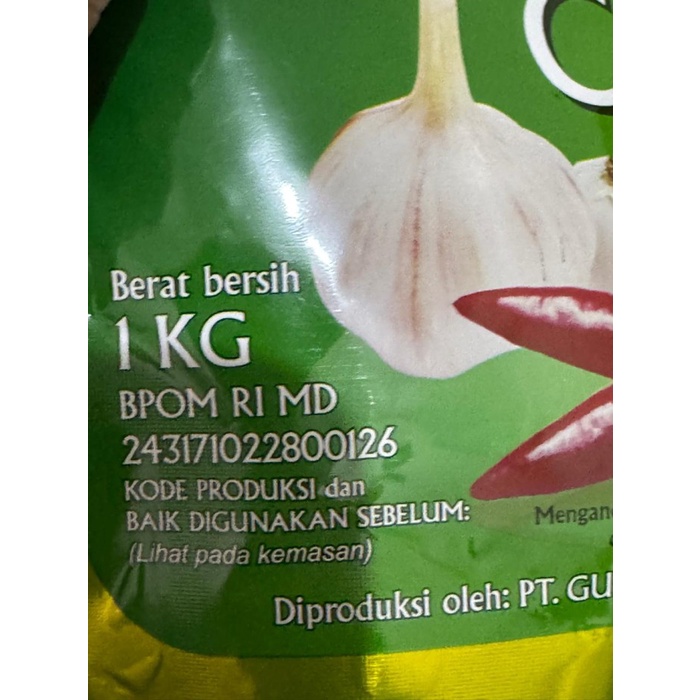 Berat bersih
1 KG
BPOM RI MD
243171022800126
KODE PRODUKSI dan
BAIK DIGUNAKAN SEBELUM:
(Lihat pada kemasan)
Diproduksi oleh: PT.